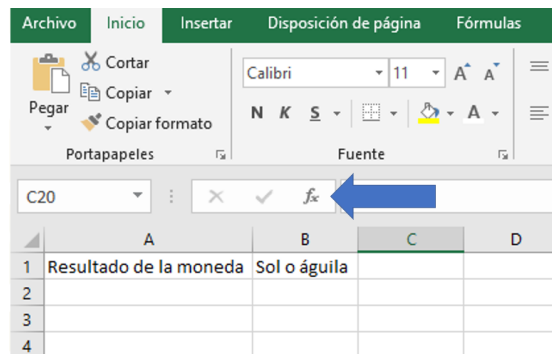 Archivo Inicio Insertar Disposición de página Fórmulas
Pegar
Cortar
Copiar
Copiar formato
Portapapeles
Calibri 11 A A
N K S A
Fuente
C20 fx
A B C D
1 Resultado de la moneda Sol o águila
2
3
4